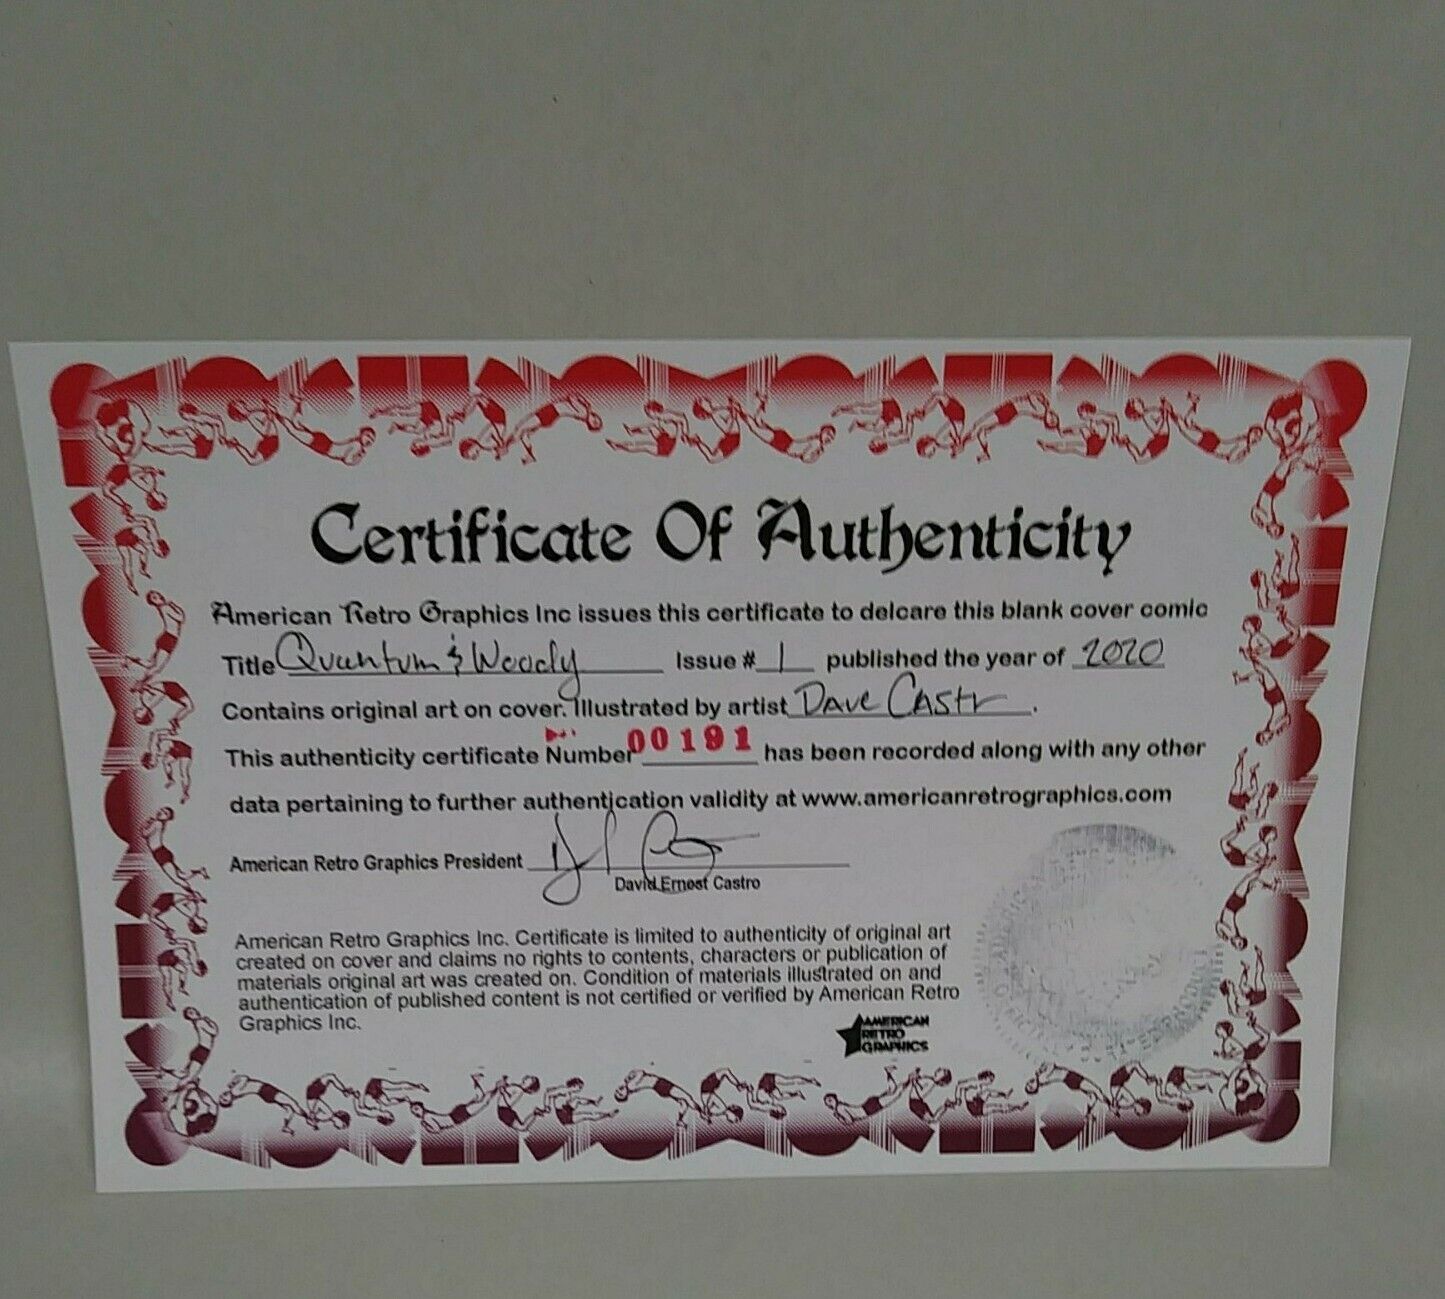 Certificate Of Authenticity
American Retro Graphics Inc issues this certificate to delcare this blank cover comic
Title Quantum & Woody Issue # 1 published the year of 2020
Contains original art on cover. Illustrated by artist Dave Castr.
This authenticity certificate Number 00191 has been recorded along with any other
data pertaining to further authentication validity at www.americanretrographics.com
American Retro Graphics President
David Ernest Castro
American Retro Graphics Inc. Certificate is limited to authenticity of original art
created on cover and claims no rights to contents, characters or publication of
materials original art was created on. Condition of materials illustrated on and
authentication of published content is not certified or verified by American Retro
Graphics Inc.
AMERICAN
RETRO
GRAPHICS